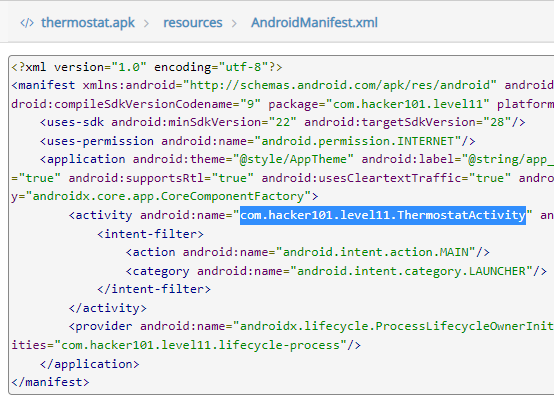 </> thermostat.apk > resources > AndroidManifest.xml
<?xml version="1.0" encoding="utf-8"?>
<manifest xmlns:android="http://schemas.android.com/apk/res/android" android
droid:compileSdkVersionCodename="9" package="com.hacker101.level11" platform
<uses-sdk android:minSdkVersion="22" android:targetSdkVersion="28"/>
<uses-permission android:name="android.permission.INTERNET"/>
<application android:theme="@style/AppTheme" android:label="@string/app_
="true" android:supportsRtl="true" android:usesCleartextTraffic="true" andro
y="androidx.core.app.CoreComponentFactory">
<activity android:name="com.hacker101.level11.ThermostatActivity" an
<intent-filter>
<action android:name="android.intent.action.MAIN"/>
<category android:name="android.intent.category.LAUNCHER"/>
</intent-filter>
</activity>
<provider android:name="androidx.lifecycle.ProcessLifecycleOwnerInit
ities="com.hacker101.level11.lifecycle-process"/>
</application>
</manifest>